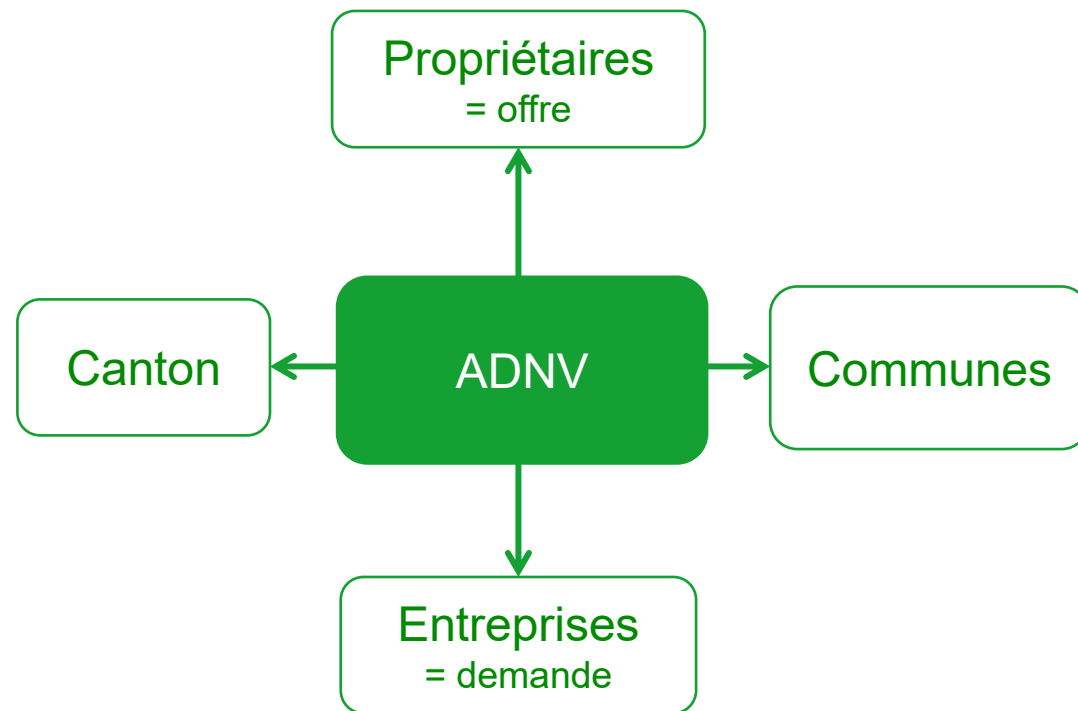 Propriétaires
= offre
Canton
ADNV
Communes
Entreprises
= demande